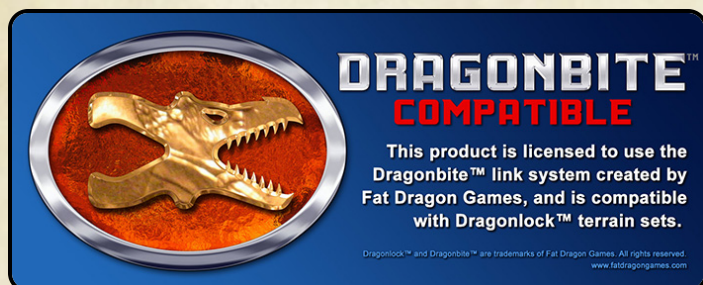 DRAGONBITE™
COMPATIBLE
This product is licensed to use the
Dragonbite™ link system created by
Fat Dragon Games, and is compatible
with Dragonlock™ terrain sets.
Dragonlock™ and Dragonbite™ are trademarks of Fat Dragon Games. All rights reserved.
www.fatdragongames.com